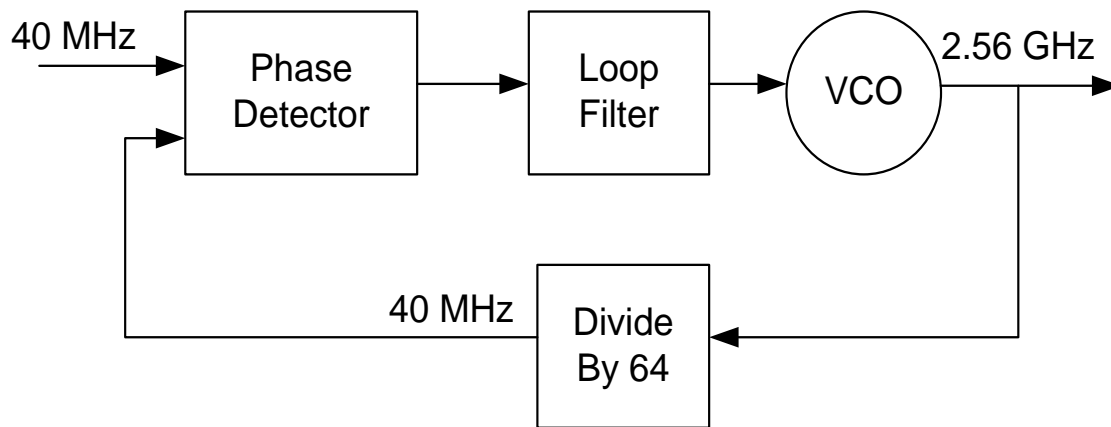 40 MHz
Phase
Detector
Loop
Filter
VCO
2.56 GHz
40 MHz
Divide
By 64